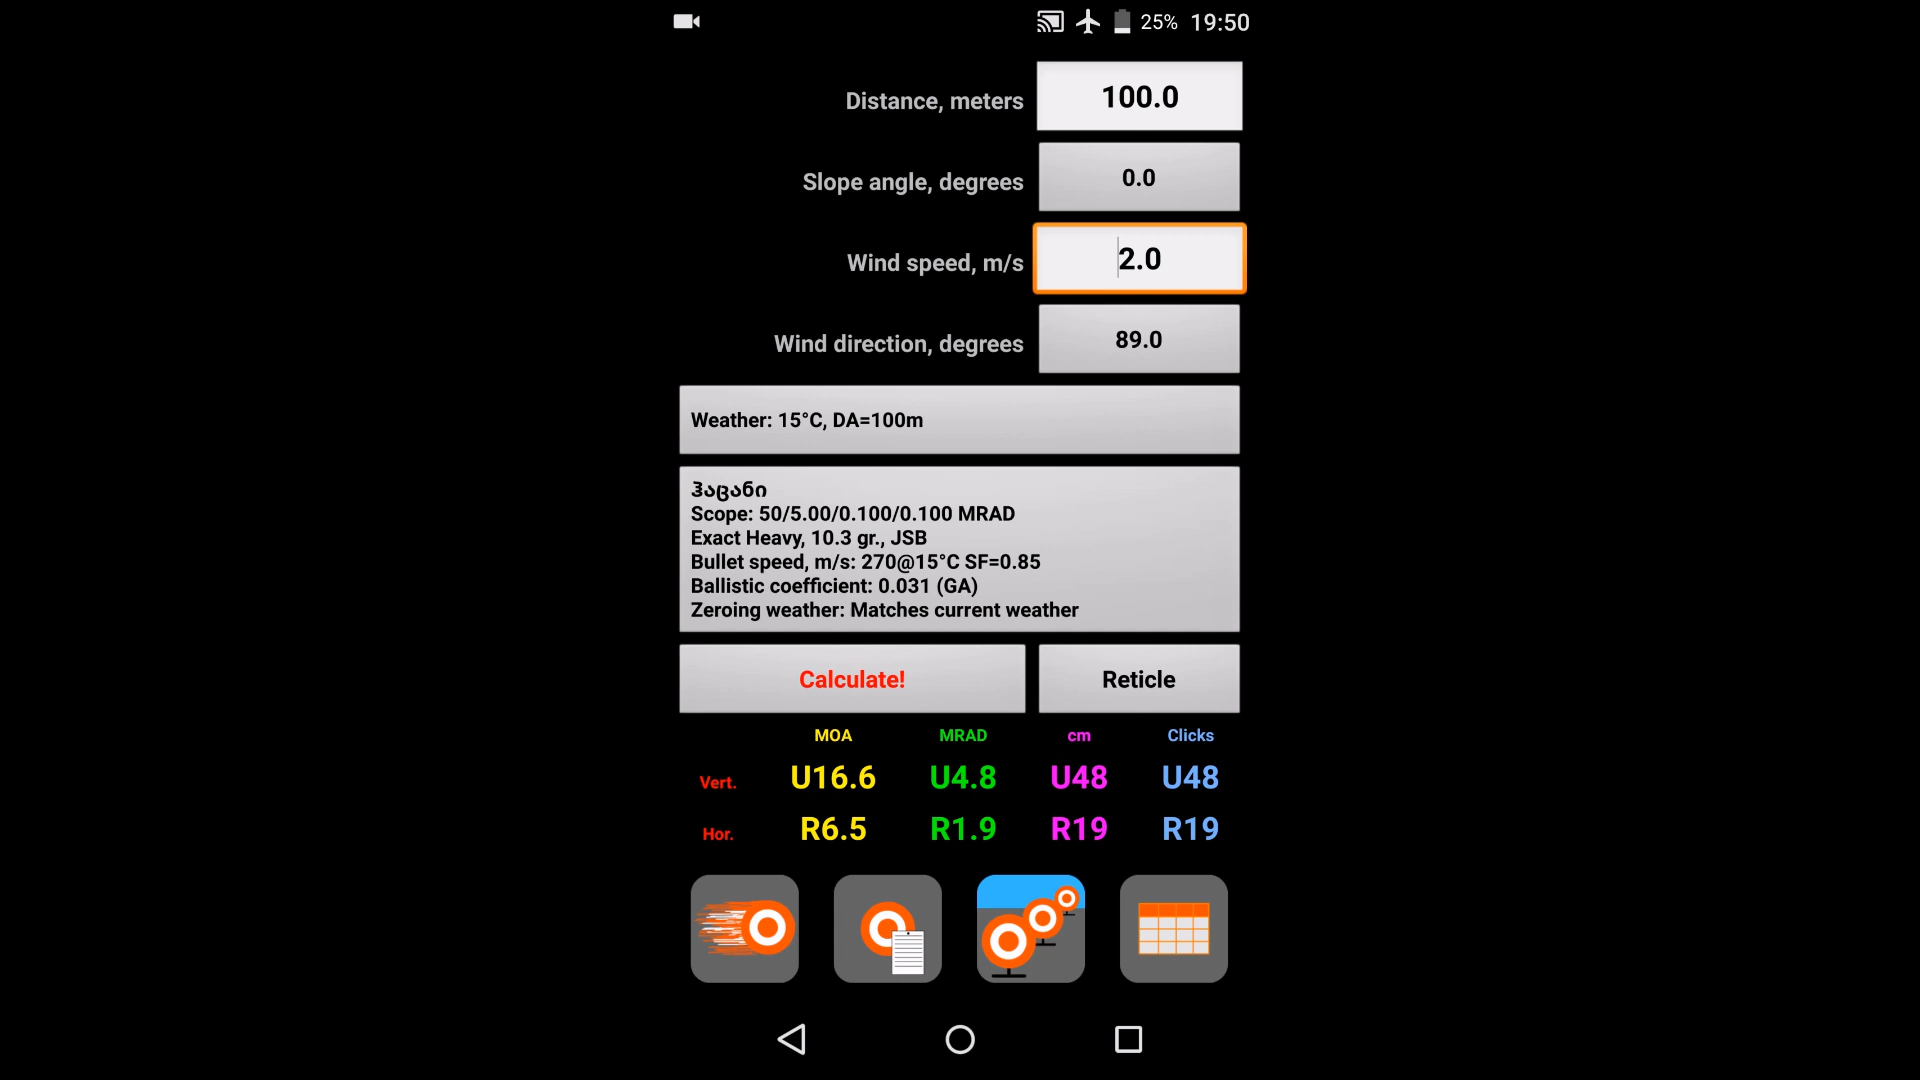 25% 19:50
Distance, meters 100.0
Slope angle, degrees 0.0
Wind speed, m/s 2.0
Wind direction, degrees 89.0
Weather: 15°C, DA=100m
ჰაცანი
Scope: 50/5.00/0.100/0.100 MRAD
Exact Heavy, 10.3 gr., JSB
Bullet speed, m/s: 270@15°C SF=0.85
Ballistic coefficient: 0.031 (GA)
Zeroing weather: Matches current weather
Calculate! Reticle
MOA MRAD cm Clicks
Vert. U16.6 U4.8 U48 U48
Hor. R6.5 R1.9 R19 R19